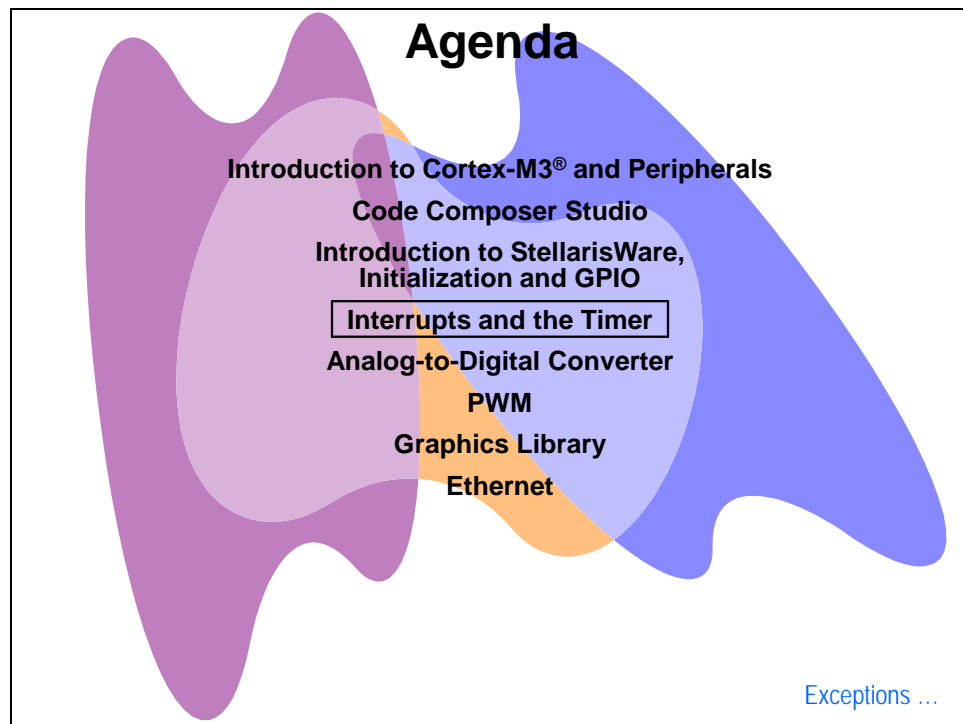 Agenda
Introduction to Cortex-M3® and Peripherals
Code Composer Studio
Introduction to StellarisWare,
Initialization and GPIO
Interrupts and the Timer
Analog-to-Digital Converter
PWM
Graphics Library
Ethernet
Exceptions ...